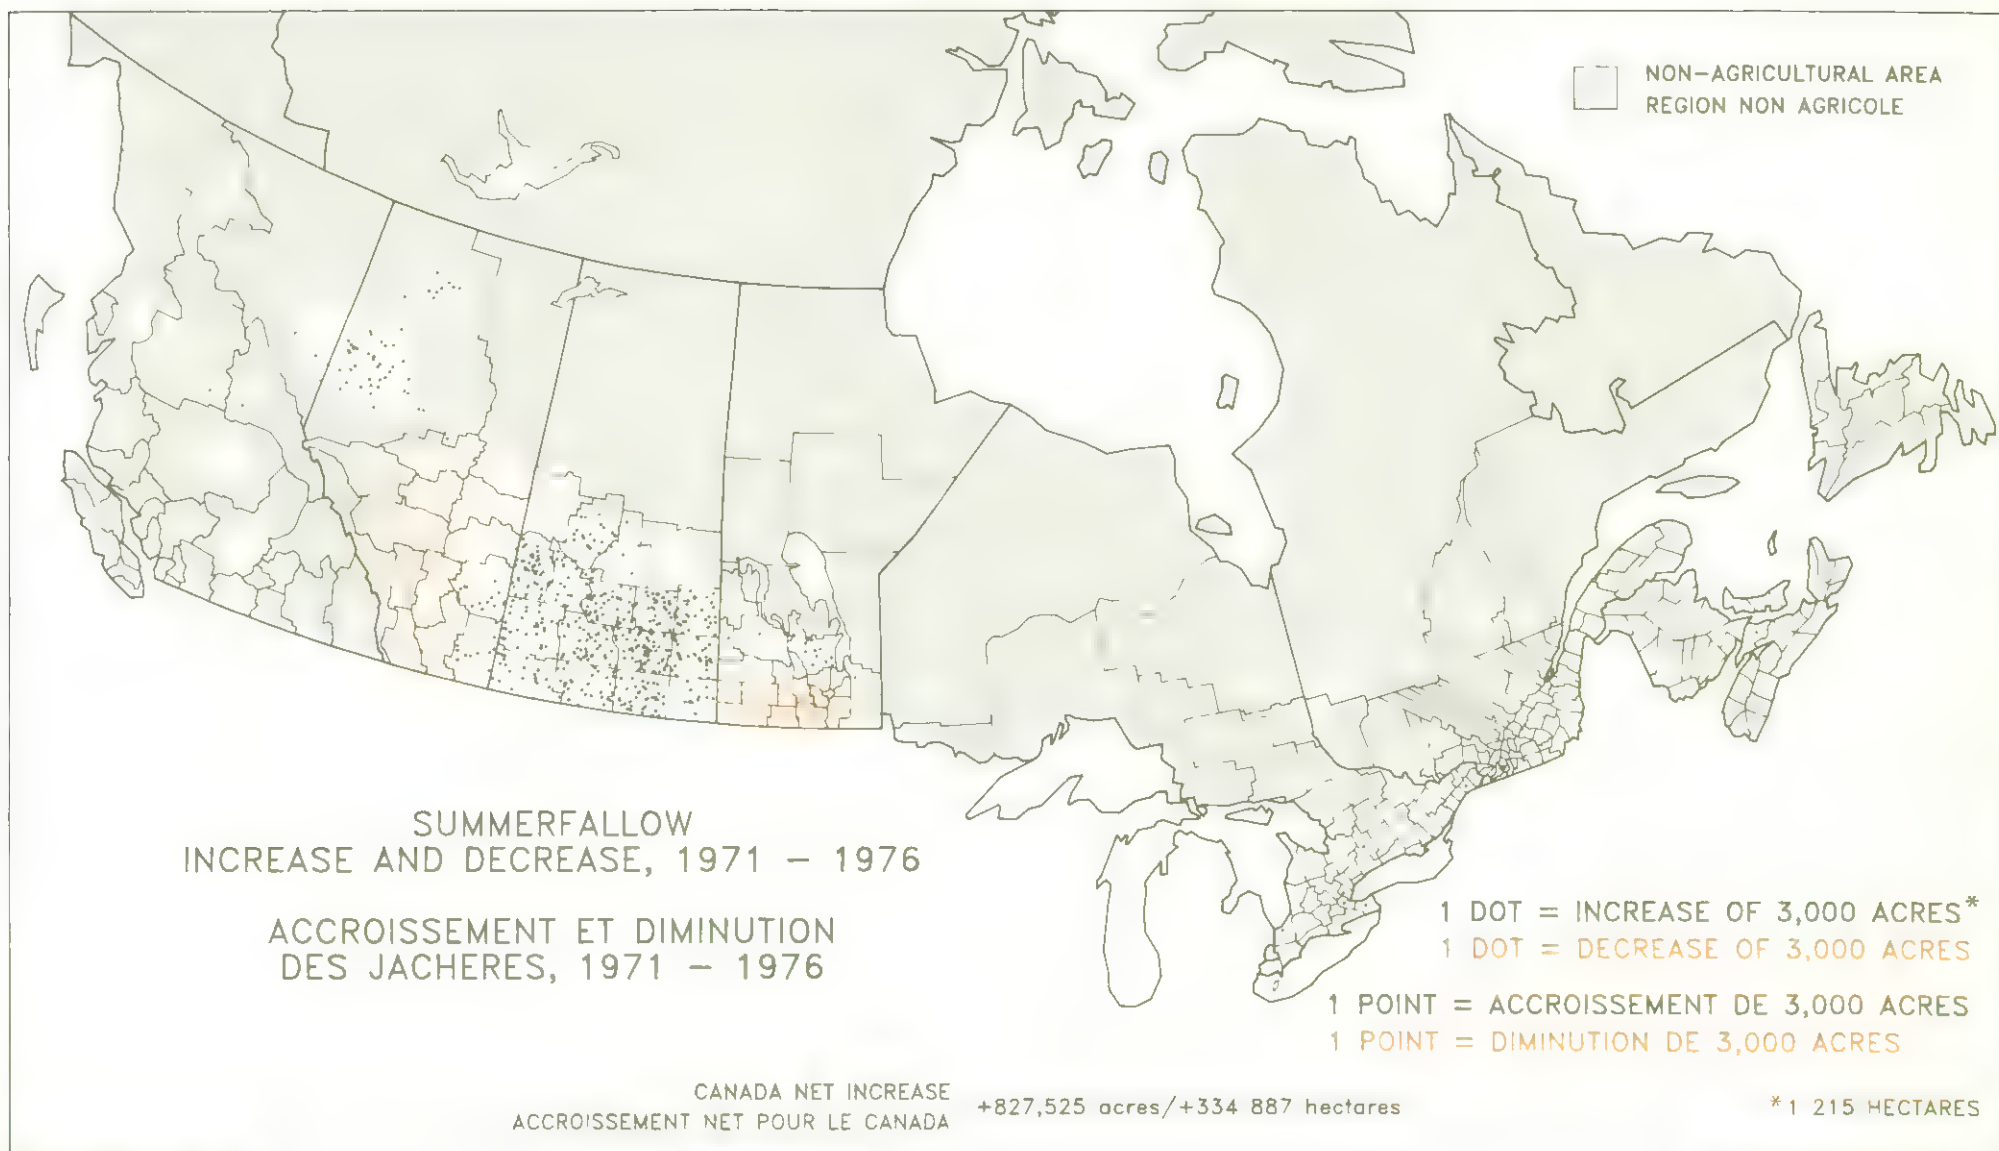 NON-AGRICULTURAL AREA
REGION NON AGRICOLE
SUMMERFALLOW
INCREASE AND DECREASE, 1971 – 1976
ACCROISSEMENT ET DIMINUTION
DES JACHERES, 1971 – 1976
1 DOT = INCREASE OF 3,000 ACRES*
1 DOT = DECREASE OF 3,000 ACRES
1 POINT = ACCROISSEMENT DE 3,000 ACRES
1 POINT = DIMINUTION DE 3,000 ACRES
CANADA NET INCREASE
ACCROISSEMENT NET POUR LE CANADA
+827,525 acres/+334 887 hectares
*1 215 HECTARES